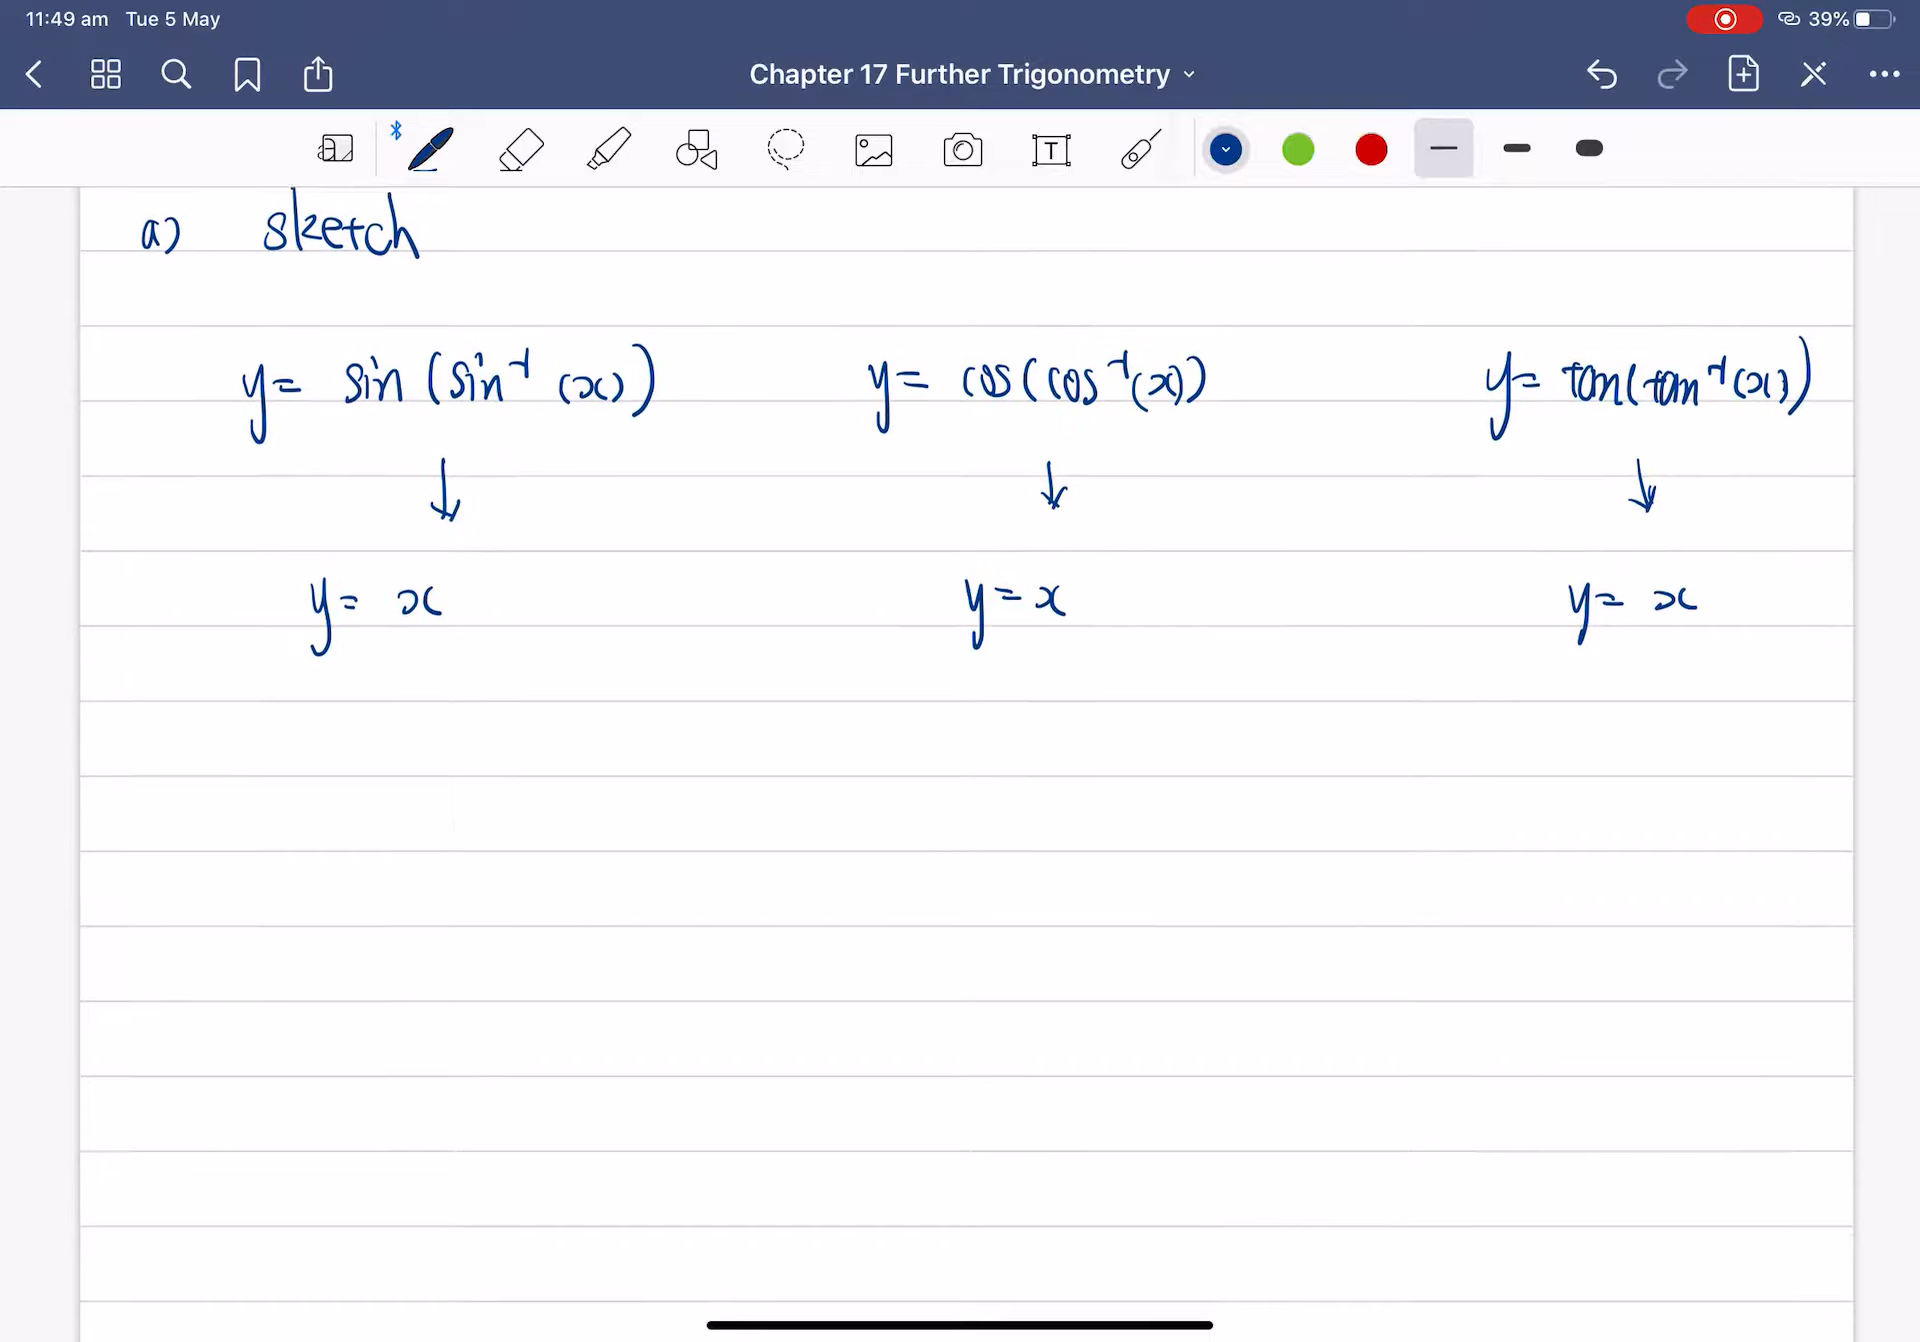 11:49 am Tue 5 May 39%
Chapter 17 Further Trigonometry
a T
a) sketch
y = sin (sin⁻¹ (x)) y = cos(cos⁻¹(x)) y = tan(tan⁻¹(x))
↓ ↓ ↓
y = x y = x y = x